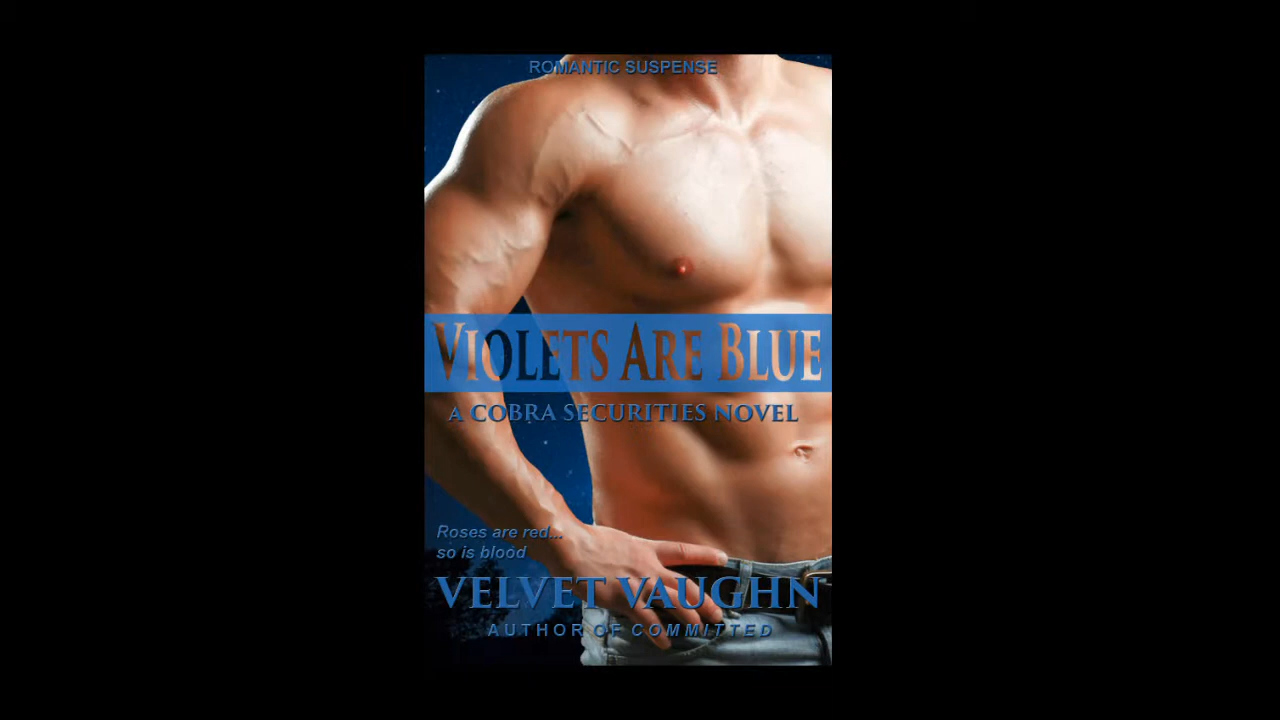 ROMANTIC SUSPENSE
VIOLETS ARE BLUE
A COBRA SECURITIES NOVEL
Roses are red...
so is blood
VELVET VAUGHN
AUTHOR OF COMMITTED